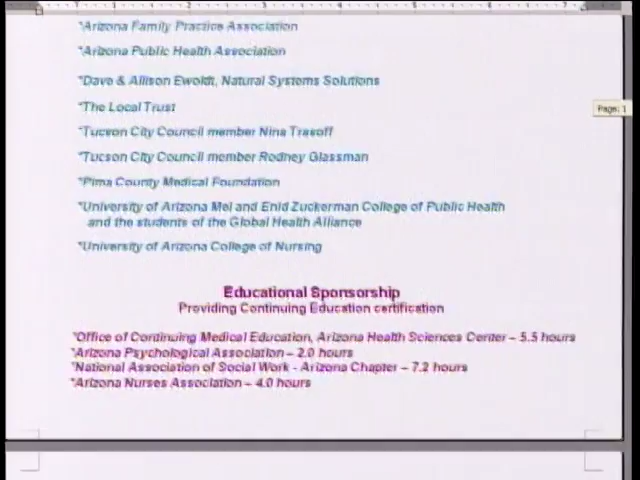 *Arizona Family Practice Association
*Arizona Public Health Association
*Dave & Allison Ewoldt, Natural Systems Solutions
*The Local Trust
*Tucson City Council member Nina Trasoff
*Tucson City Council member Rodney Glassman
*Pima County Medical Foundation
*University of Arizona Mel and Enid Zuckerman College of Public Health
and the students of the Global Health Alliance
*University of Arizona College of Nursing
Educational Sponsorship
Providing Continuing Education certification
*Office of Continuing Medical Education, Arizona Health Sciences Center – 5.5 hours
*Arizona Psychological Association – 2.0 hours
*National Association of Social Work - Arizona Chapter – 7.2 hours
*Arizona Nurses Association – 4.0 hours
Page: 1